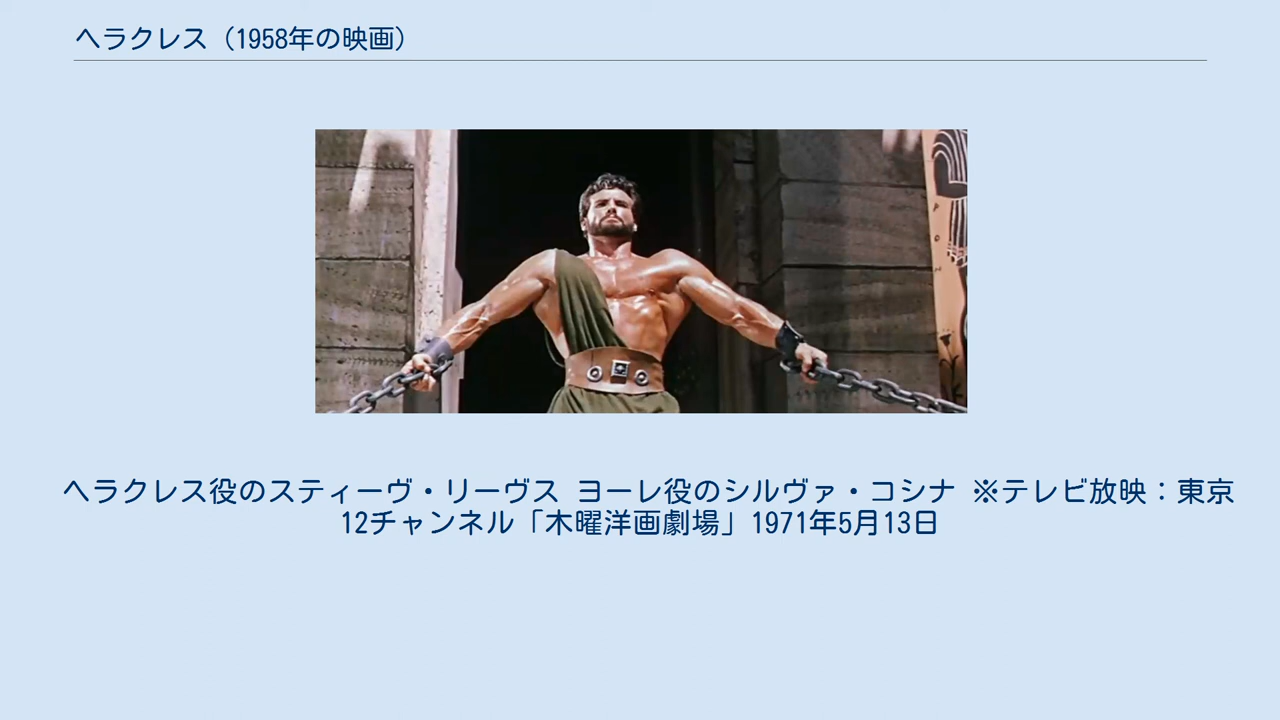 ヘラクレス（1958年の映画）
ヘラクレス役のスティーヴ・リーヴス ヨーレ役のシルヴァ・コシナ ※テレビ放映：東京
12チャンネル「木曜洋画劇場」1971年5月13日